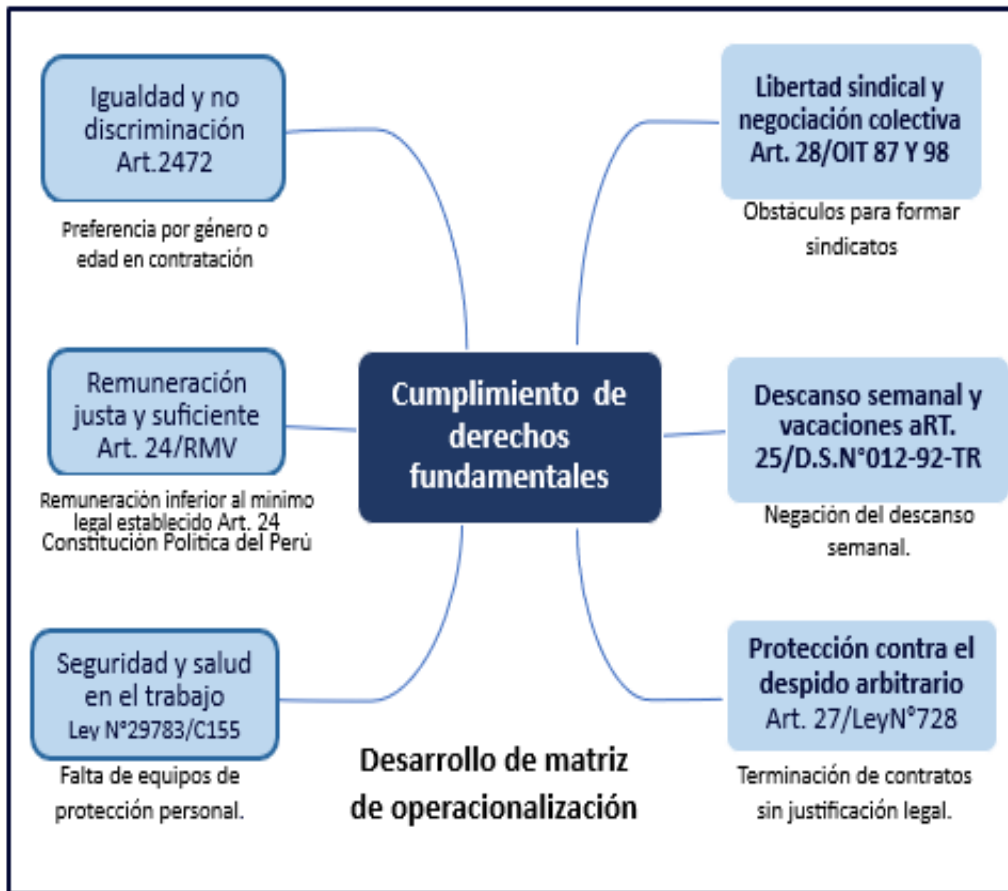 Igualdad y no
discriminación
Art.2472
Preferencia por género o
edad en contratación
Remuneración
justa y suficiente
Art. 24/RMV
Remuneración inferior al mínimo
legal establecido Art. 24
Constitución Politica del Perú
Seguridad y salud
en el trabajo
Ley N°29783/C155
Falta de equipos de
protección personal.
Cumplimiento de
derechos
fundamentales
Desarrollo de matriz
de operacionalización
Libertad sindical y
negociación colectiva
Art. 28/OIT 87 Y 98
Obstáculos para formar
sindicatos
Descanso semanal y
vacaciones aRT.
25/D.S.N°012-92-TR
Negación del descanso
semanal.
Protección contra el
despido arbitrario
Art. 27/LeyN°728
Terminación de contratos
sin justificación legal.